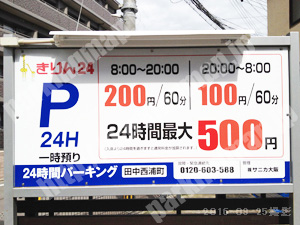 きりん24
8:00~20:00
20:00~8:00
200円/60分
100円/60分
P
24H
一時預り
24時間最大
500円
24時間パーキング
田中西浦町
0120-603-588
㈱サニカ大阪